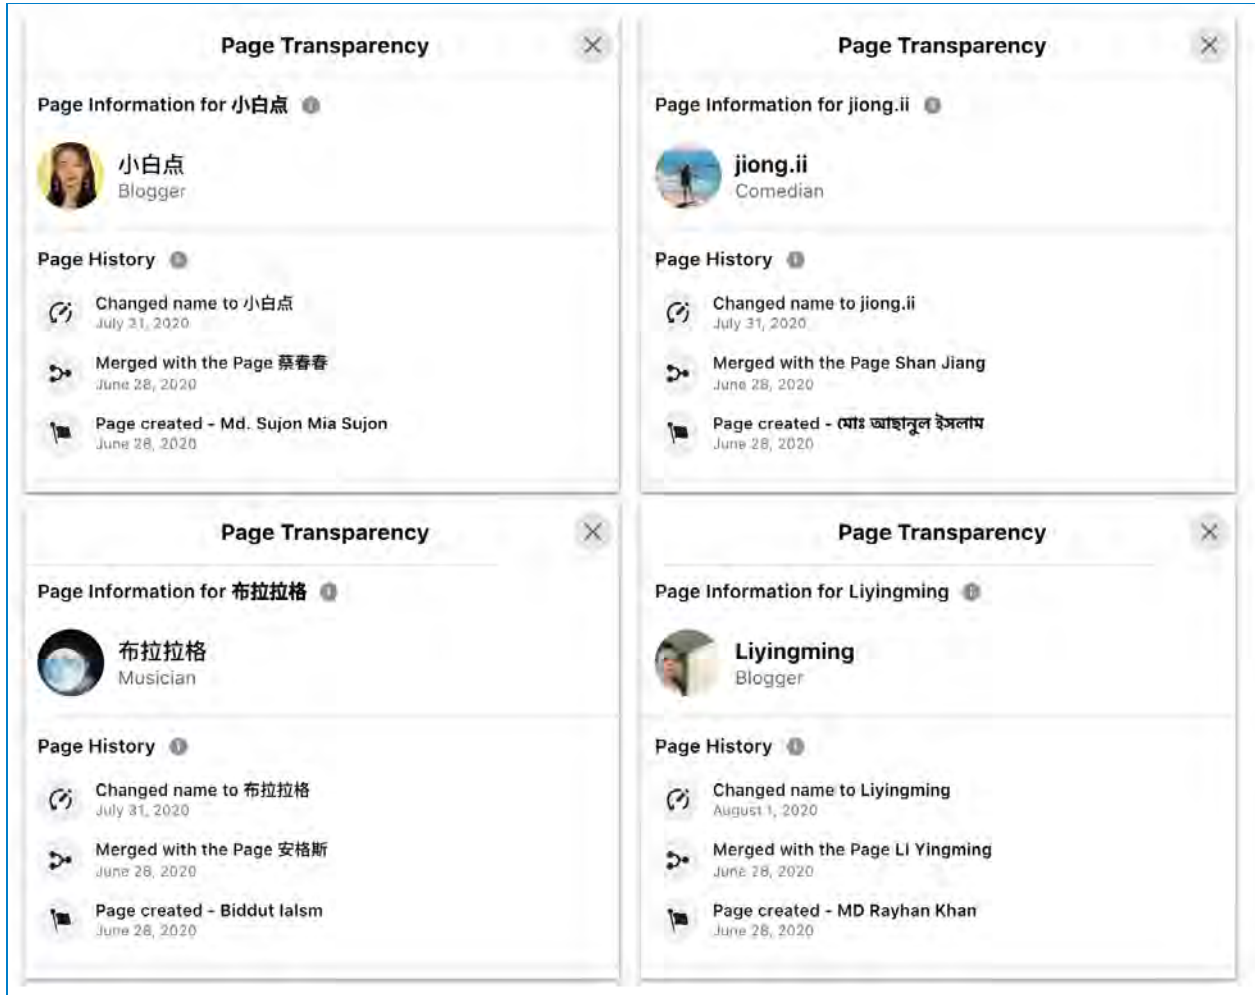 Page Transparency
Page Information for 小白点
小白点
Blogger
Page History
Changed name to 小白点
July 31, 2020
Merged with the Page 蔡春春
June 28, 2020
Page created - Md. Sujon Mia Sujon
June 28, 2020
Page Transparency
Page Information for jiong.ii
jiong.ii
Comedian
Page History
Changed name to jiong.ii
July 31, 2020
Merged with the Page Shan Jiang
June 28, 2020
Page created - মোঃ আছানুল ইসলাম
June 28, 2020
Page Transparency
Page Information for 布拉拉格
布拉拉格
Musician
Page History
Changed name to 布拉拉格
July 31, 2020
Merged with the Page 安格斯
June 28, 2020
Page created - Biddut Ialsm
June 28, 2020
Page Transparency
Page Information for Liyingming
Liyingming
Blogger
Page History
Changed name to Liyingming
August 1, 2020
Merged with the Page LI Yingming
June 28, 2020
Page created - MD Rayhan Khan
June 28, 2020